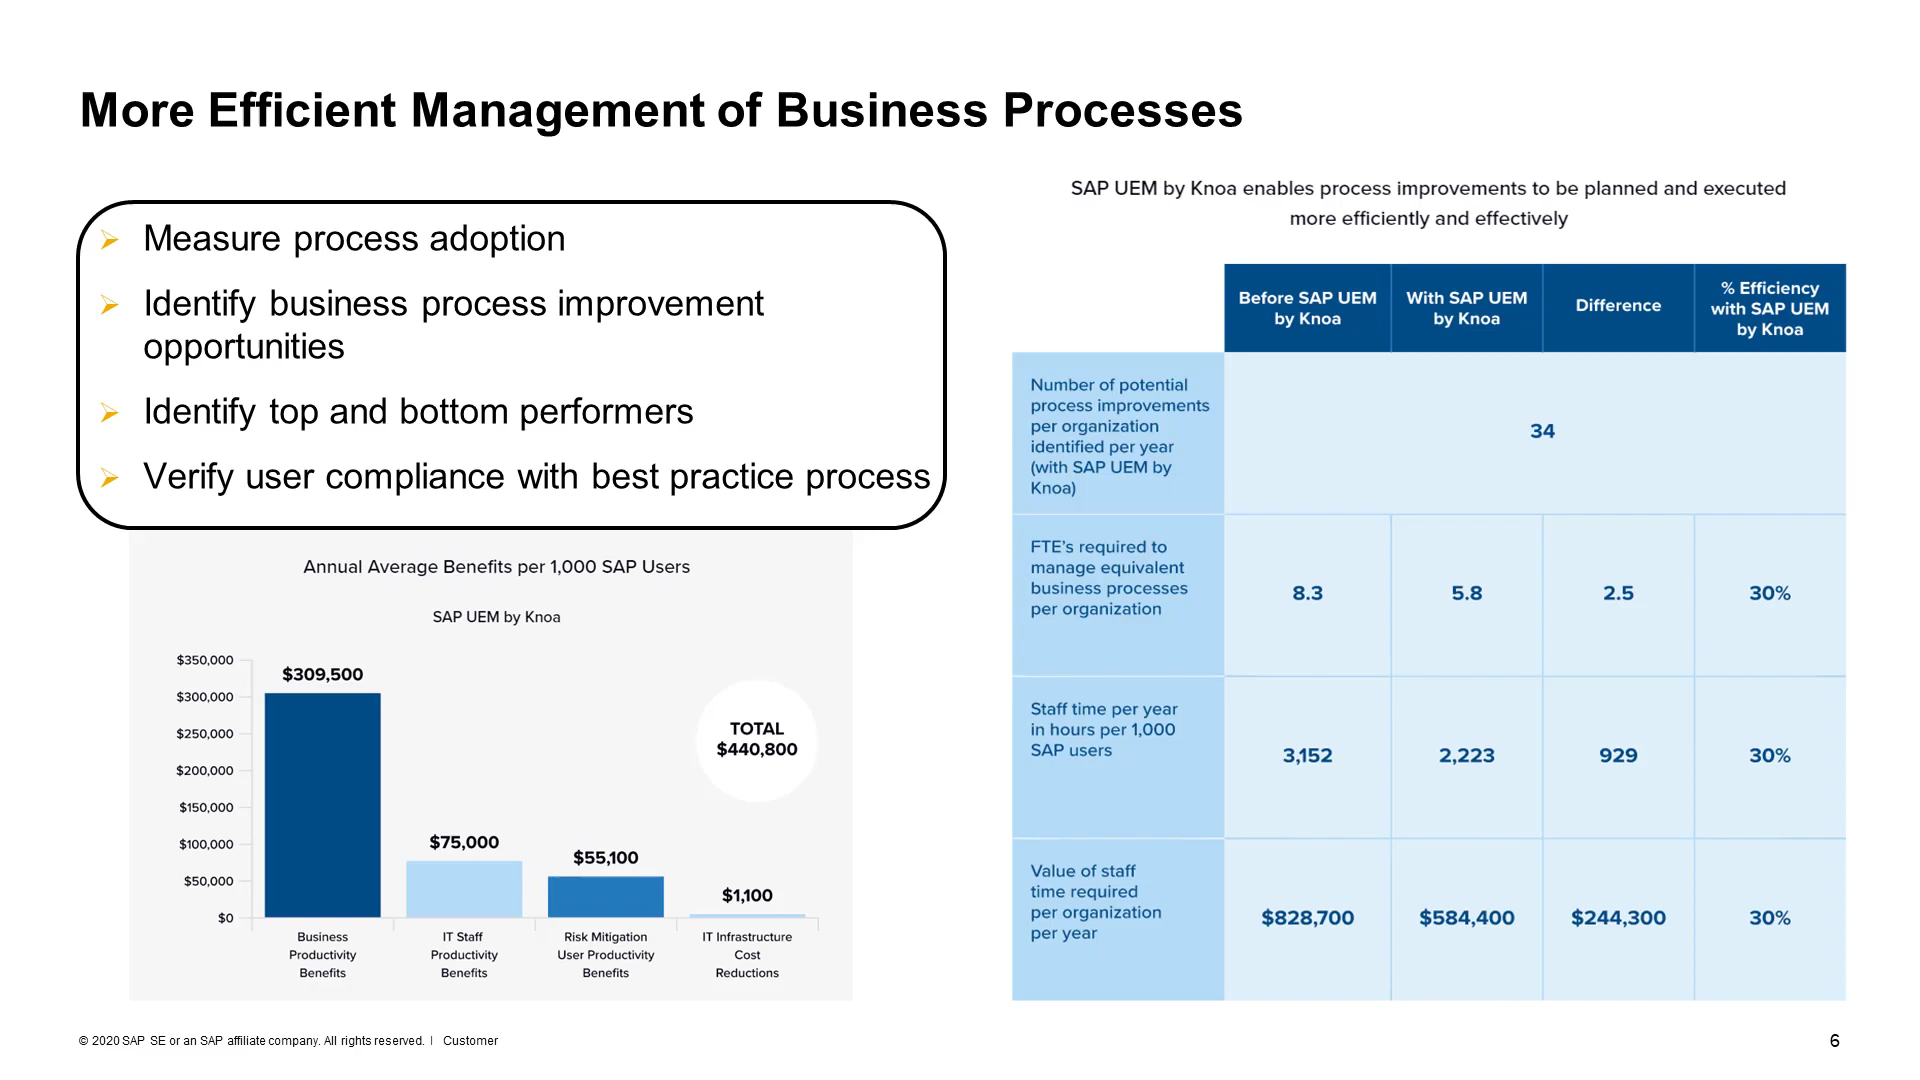 More Efficient Management of Business Processes
Measure process adoption
Identify business process improvement
opportunities
Identify top and bottom performers
Verify user compliance with best practice process
Annual Average Benefits per 1,000 SAP Users
SAP UEM by Knoa
$350,000
$300,000
$250,000
$200,000
$150,000
$100,000
$50,000
$0
$309,500
$75,000
$55,100
$1,100
TOTAL
$440,800
Business
Productivity
Benefits
IT Staff
Productivity
Benefits
Risk Mitigation
User Productivity
Benefits
IT Infrastructure
Cost
Reductions
SAP UEM by Knoa enables process improvements to be planned and executed
more efficiently and effectively
Before SAP UEM
by Knoa
With SAP UEM
by Knoa
Difference
% Efficiency
with SAP UEM
by Knoa
Number of potential
process improvements
per organization
identified per year
(with SAP UEM by
Knoa)
34
FTE’s required to
manage equivalent
business processes
per organization
8.3
5.8
2.5
30%
Staff time per year
in hours per 1,000
SAP users
3,152
2,223
929
30%
Value of staff
time required
per organization
per year
$828,700
$584,400
$244,300
30%
© 2020 SAP SE or an SAP affiliate company. All rights reserved. | Customer
6